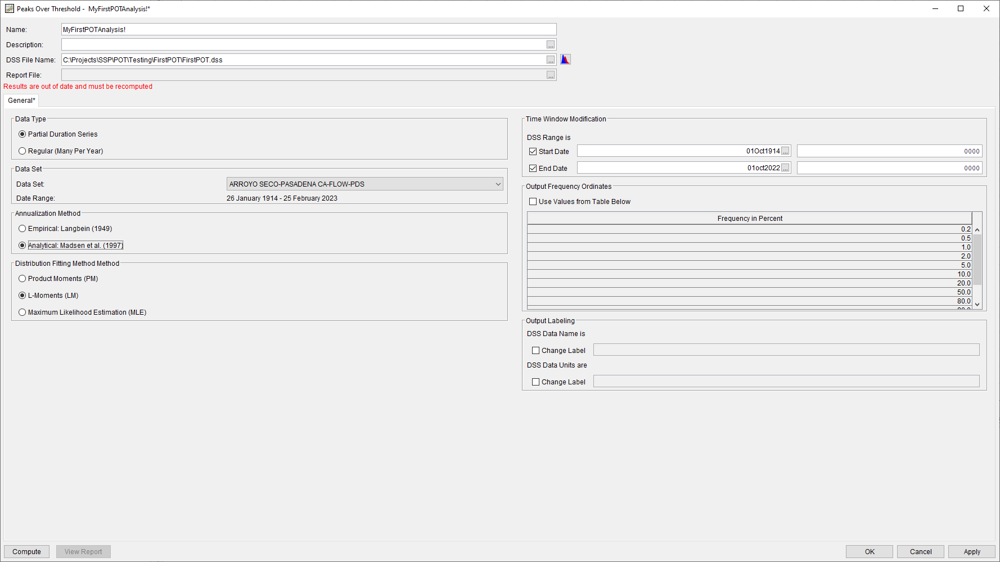 Peaks Over Threshold -  MyFirstPOTAnalysis!*
Name: MyFirstPOTAnalysis!
Description: ...
DSS File Name: C:\Projects\SSP\POT\Testing\FirstPOT\FirstPOT.dss ...
Report File: ...
Results are out of date and must be recomputed
General*
Data Type
Partial Duration Series
Regular (Many Per Year)
Data Set
Data Set: ARROYO SECO-PASADENA CA-FLOW-PDS
Date Range: 26 January 1914 - 25 February 2023
Annualization Method
Empirical: Langbein (1949)
Analytical: Madsen et al. (1997)
Distribution Fitting Method Method
Product Moments (PM)
L-Moments (LM)
Maximum Likelihood Estimation (MLE)
Time Window Modification
DSS Range is
Start Date 01Oct1914 ... 0000
End Date 01oct2022 ... 0000
Output Frequency Ordinates
Use Values from Table Below
Frequency in Percent
0.2
0.5
1.0
2.0
5.0
10.0
20.0
50.0
80.0
Output Labeling
DSS Data Name is
Change Label
DSS Data Units are
Change Label
Compute View Report OK Cancel Apply